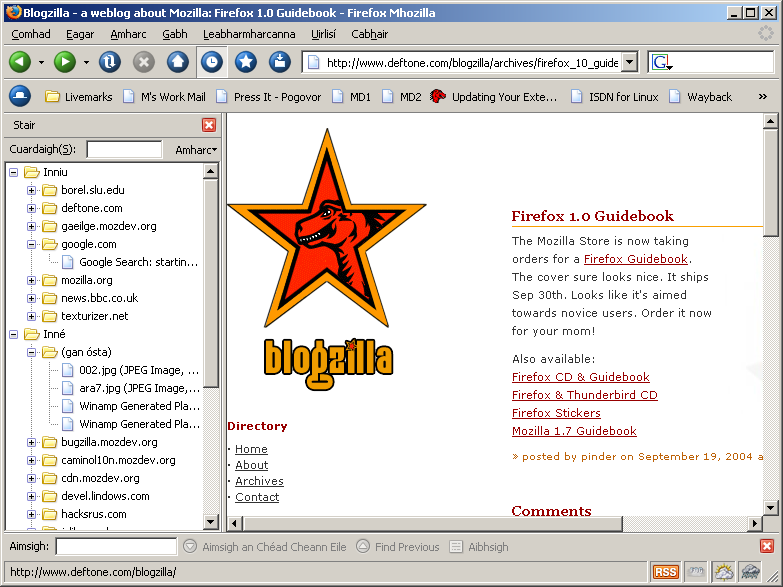 Blogzilla - a weblog about Mozilla: Firefox 1.0 Guidebook - Firefox Mhozilla
Comhad Eagar Amharc Gabh Leabharmharcanna Uirlisí Cabhair
http://www.deftone.com/blogzilla/archives/firefox_10_guide
G
Livemarks M's Work Mail Press It - Pogovor MD1 MD2 Updating Your Exte... ISDN for Linux Wayback »
Stair
Cuardaigh(S): Amharc
Inniu
borel.slu.edu
deftone.com
gaeilge.mozdev.org
google.com
Google Search: startin...
mozilla.org
news.bbc.co.uk
texturizer.net
Inné
(gan ósta)
002.jpg (JPEG Image, ...
ara7.jpg (JPEG Image,...
Winamp Generated Pla...
Winamp Generated Pla...
bugzilla.mozdev.org
caminol10n.mozdev.org
cdn.mozdev.org
devel.lindows.com
hacksrus.com
blogzilla
Directory
· Home
· About
· Archives
· Contact
Firefox 1.0 Guidebook
The Mozilla Store is now taking
orders for a Firefox Guidebook.
The cover sure looks nice. It ships
Sep 30th. Looks like it's aimed
towards novice users. Order it now
for your mom!
Also available:
Firefox CD & Guidebook
Firefox & Thunderbird CD
Firefox Stickers
Mozilla 1.7 Guidebook
» posted by pinder on September 19, 2004 a
Comments
Aimsigh: Aimsigh an Chéad Cheann Eile Find Previous Aibhsigh
http://www.deftone.com/blogzilla/ RSS